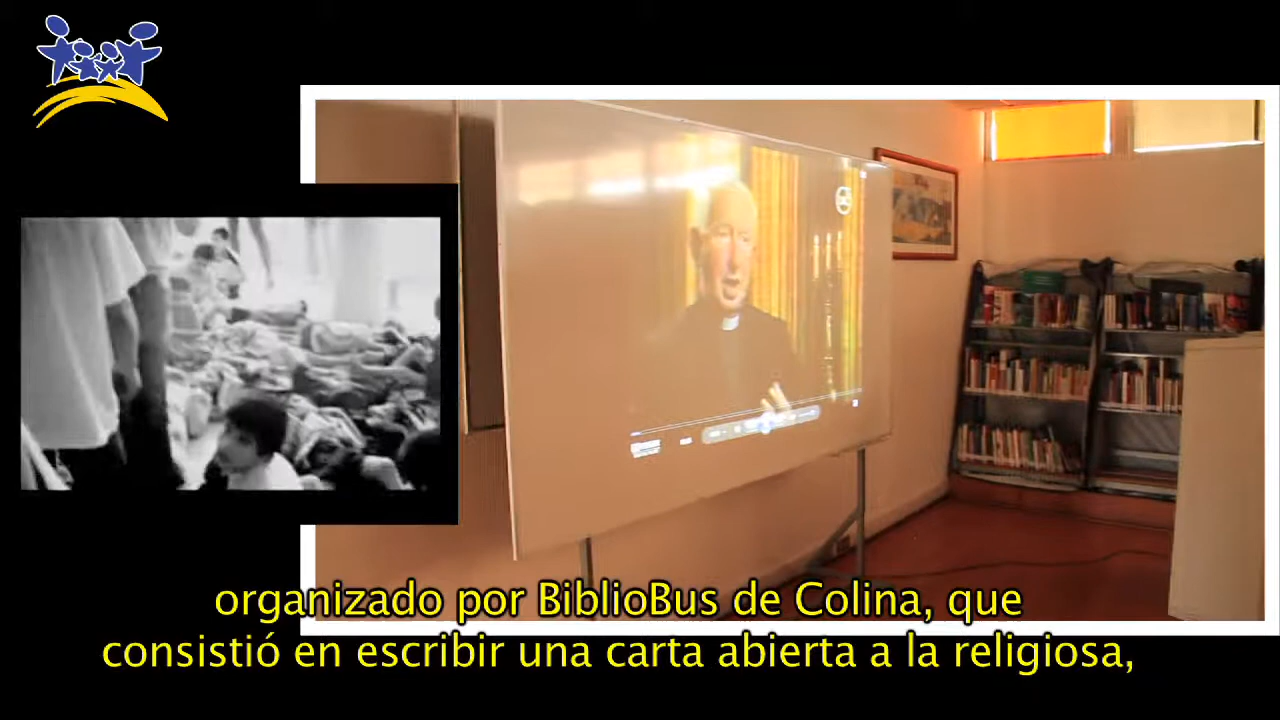 organizado por BiblioBus de Colina, que
consistió en escribir una carta abierta a la religiosa,